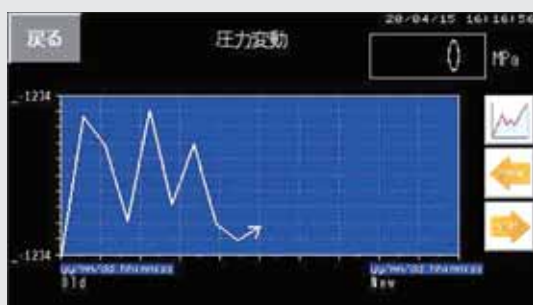 20/04/15 16:16:56
戻る
圧力変動
0
MPa
-1234
-1234
yy/mm/dd hh:mm:ss
yy/mm/dd hh:mm:ss
Old
New